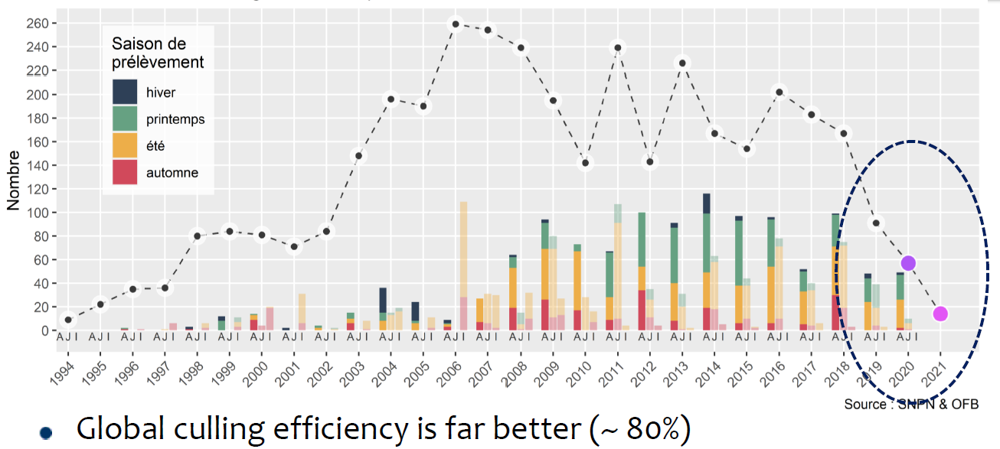 Saison de
prélèvement
hiver
printemps
été
automne
Nombre
260
240
220
200
180
160
140
120
100
80
60
40
20
0
A J I A J I A J I A J I A J I A J I A J I A J I A J I A J I A J I A J I A J I A J I A J I A J I A J I A J I A J I A J I A J I A J I A J I A J I A J I A J I A J I
1994 1995 1996 1997 1998 1999 2000 2001 2002 2003 2004 2005 2006 2007 2008 2009 2010 2011 2012 2013 2014 2015 2016 2017 2018 2019 2020 2021
Source : SNPN & OFB
• Global culling efficiency is far better (~ 80%)